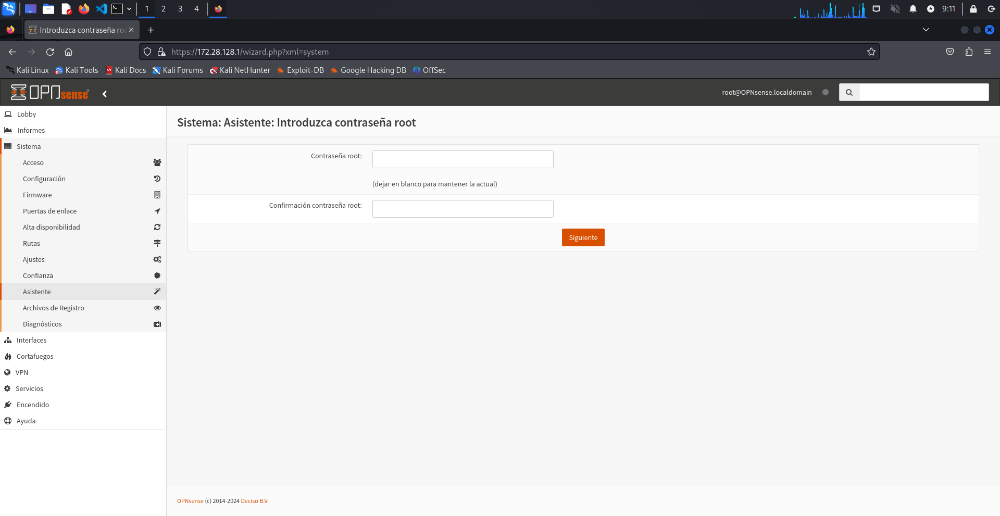 1 2 3 4 9:11
Introduzca contraseña roo
https://172.28.128.1/wizard.php?xml=system
Kali Linux Kali Tools Kali Docs Kali Forums Kali NetHunter Exploit-DB Google Hacking DB OffSec
OPNsense root@OPNsense.localdomain
Lobby
Informes
Sistema
Acceso
Configuración
Firmware
Puertas de enlace
Alta disponibilidad
Rutas
Ajustes
Confianza
Asistente
Archivos de Registro
Diagnósticos
Interfaces
Cortafuegos
VPN
Servicios
Encendido
Ayuda
Sistema: Asistente: Introduzca contraseña root
Contraseña root:
(dejar en blanco para mantener la actual)
Confirmación contraseña root:
Siguiente
OPNsense (c) 2014-2024 Deciso B.V.